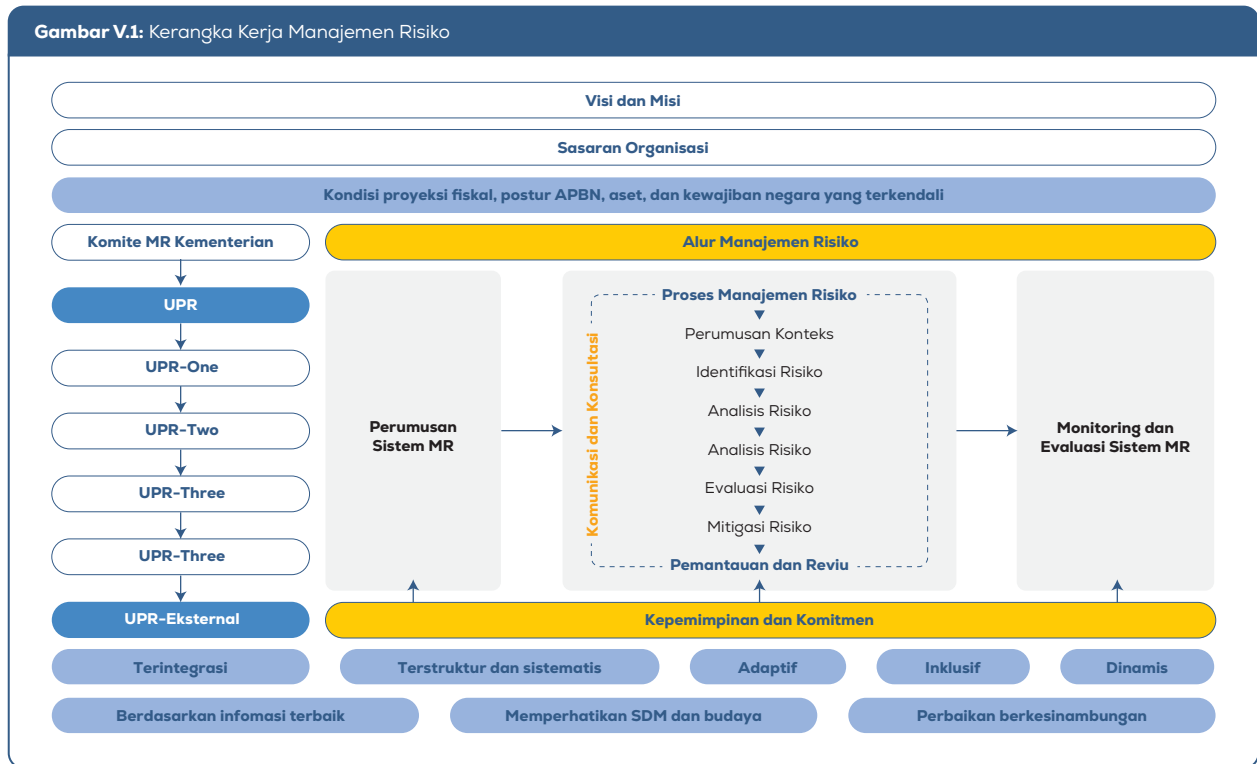 Gambar V.1: Kerangka Kerja Manajemen Risiko
Visi dan Misi
Sasaran Organisasi
Kondisi proyeksi fiskal, postur APBN, aset, dan kewajiban negara yang terkendali
Komite MR Kementerian
UPR
UPR-One
UPR-Two
UPR-Three
UPR-Three
UPR-Eksternal
Alur Manajemen Risiko
Perumusan
Sistem MR
Komunikasi dan Konsultasi
Proses Manajemen Risiko
Perumusan Konteks
Identifikasi Risiko
Analisis Risiko
Analisis Risiko
Evaluasi Risiko
Mitigasi Risiko
Pemantauan dan Reviu
Monitoring dan
Evaluasi Sistem MR
Kepemimpinan dan Komitmen
Terintegrasi
Terstruktur dan sistematis
Adaptif
Inklusif
Dinamis
Berdasarkan infomasi terbaik
Memperhatikan SDM dan budaya
Perbaikan berkesinambungan